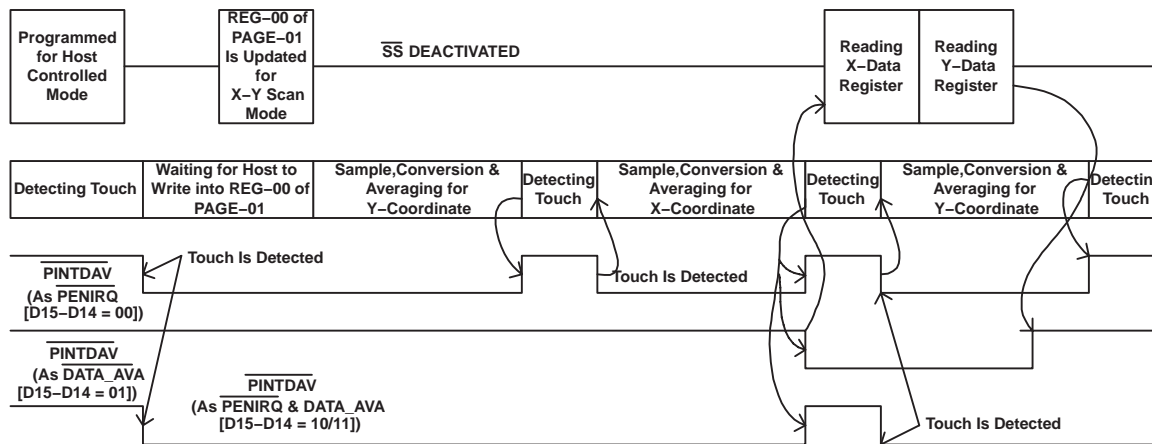 Programmed
for Host
Controlled
Mode
REG–00 of
PAGE–01
Is Updated
for
X–Y Scan
Mode
SS DEACTIVATED
Reading
X–Data
Register
Reading
Y–Data
Register
Detecting Touch
Waiting for Host to
Write into REG–00 of
PAGE–01
Sample,Conversion &
Averaging for
Y–Coordinate
Detecting
Touch
Sample,Conversion &
Averaging for
X–Coordinate
Detecting
Touch
Sample,Conversion &
Averaging for
Y–Coordinate
Detecting
Touch
PINTDAV
(As PENIRQ
[D15–D14 = 00])
Touch Is Detected
Touch Is Detected
PINTDAV
(As DATA_AVA
[D15–D14 = 01])
PINTDAV
(As PENIRQ & DATA_AVA
[D15–D14 = 10/11])
Touch Is Detected